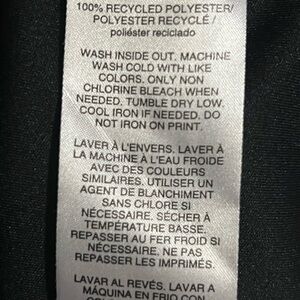 100% RECYCLED POLYESTER/
POLYESTER RECYCLÉ /
poliéster reciclado
WASH INSIDE OUT. MACHINE
WASH COLD WITH LIKE
COLORS. ONLY NON
CHLORINE BLEACH WHEN
NEEDED. TUMBLE DRY LOW.
COOL IRON IF NEEDED. DO
NOT IRON ON PRINT.
LAVER À L'ENVERS. LAVER À
LA MACHINE À L'EAU FROIDE
AVEC DES COULEURS
SIMILAIRES. UTILISER UN
AGENT DE BLANCHIMENT
SANS CHLORE SI
NÉCESSAIRE. SÉCHER À
TEMPÉRATURE BASSE.
REPASSER AU FER FROID SI
NÉCESSAIRE. NE PAS
REPASSER LES IMPRIMÉS.
LAVAR AL REVÉS. LAVAR A
MÁQUINA EN FRÍO CON